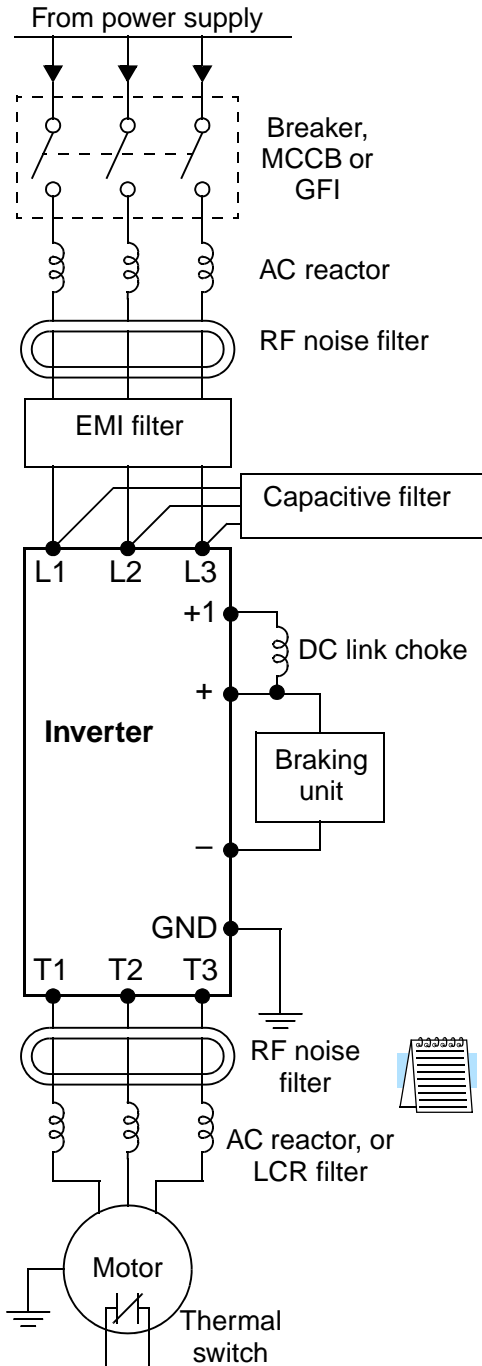 From power supply
Breaker,
MCCB or
GFI
AC reactor
RF noise filter
EMI filter
Capacitive filter
L1 L2 L3
+1
DC link choke
+
Inverter
Braking
unit
–
GND
T1 T2 T3
RF noise
filter
AC reactor, or
LCR filter
Motor
Thermal
switch